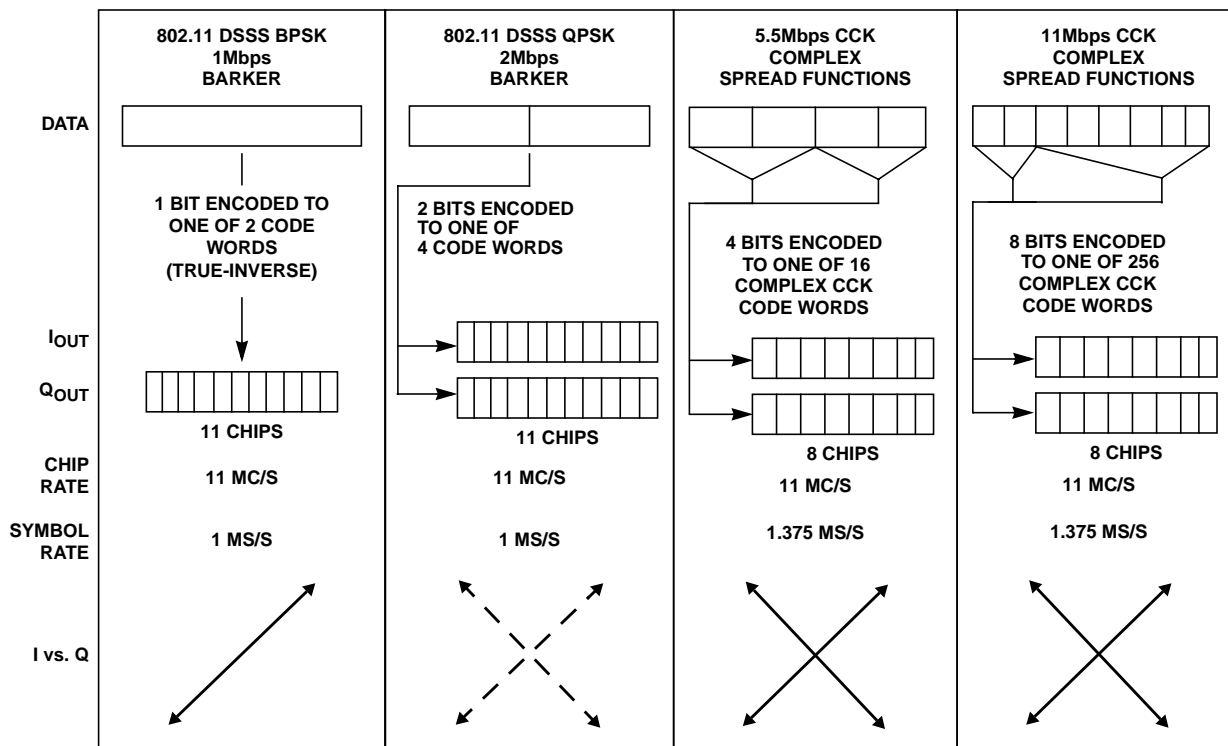 802.11 DSSS BPSK
1Mbps
BARKER
802.11 DSSS QPSK
2Mbps
BARKER
5.5Mbps CCK
COMPLEX
SPREAD FUNCTIONS
11Mbps CCK
COMPLEX
SPREAD FUNCTIONS
DATA
1 BIT ENCODED TO
ONE OF 2 CODE
WORDS
(TRUE-INVERSE)
2 BITS ENCODED
TO ONE OF
4 CODE WORDS
4 BITS ENCODED
TO ONE OF 16
COMPLEX CCK
CODE WORDS
8 BITS ENCODED
TO ONE OF 256
COMPLEX CCK
CODE WORDS
IOUT
QOUT
11 CHIPS
11 CHIPS
8 CHIPS
8 CHIPS
CHIP
RATE
11 MC/S
11 MC/S
11 MC/S
11 MC/S
SYMBOL
RATE
1 MS/S
1 MS/S
1.375 MS/S
1.375 MS/S
I vs. Q